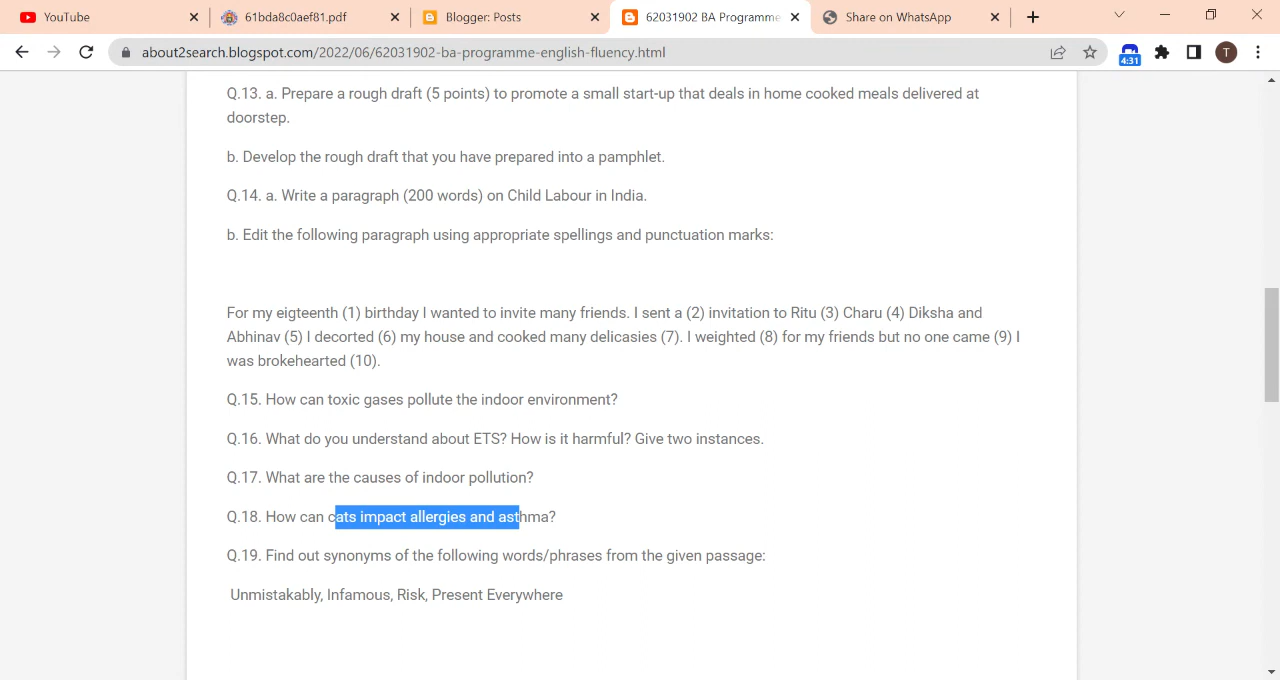 YouTube
61bda8c0aef81.pdf
Blogger: Posts
62031902 BA Programme
Share on WhatsApp
about2search.blogspot.com/2022/06/62031902-ba-programme-english-fluency.html
4:31
T
Q.13. a. Prepare a rough draft (5 points) to promote a small start-up that deals in home cooked meals delivered at
doorstep.
b. Develop the rough draft that you have prepared into a pamphlet.
Q.14. a. Write a paragraph (200 words) on Child Labour in India.
b. Edit the following paragraph using appropriate spellings and punctuation marks:
For my eigteenth (1) birthday I wanted to invite many friends. I sent a (2) invitation to Ritu (3) Charu (4) Diksha and
Abhinav (5) I decorted (6) my house and cooked many delicasies (7). I weighted (8) for my friends but no one came (9) I
was brokehearted (10).
Q.15. How can toxic gases pollute the indoor environment?
Q.16. What do you understand about ETS? How is it harmful? Give two instances.
Q.17. What are the causes of indoor pollution?
Q.18. How can cats impact allergies and asthma?
Q.19. Find out synonyms of the following words/phrases from the given passage:
Unmistakably, Infamous, Risk, Present Everywhere